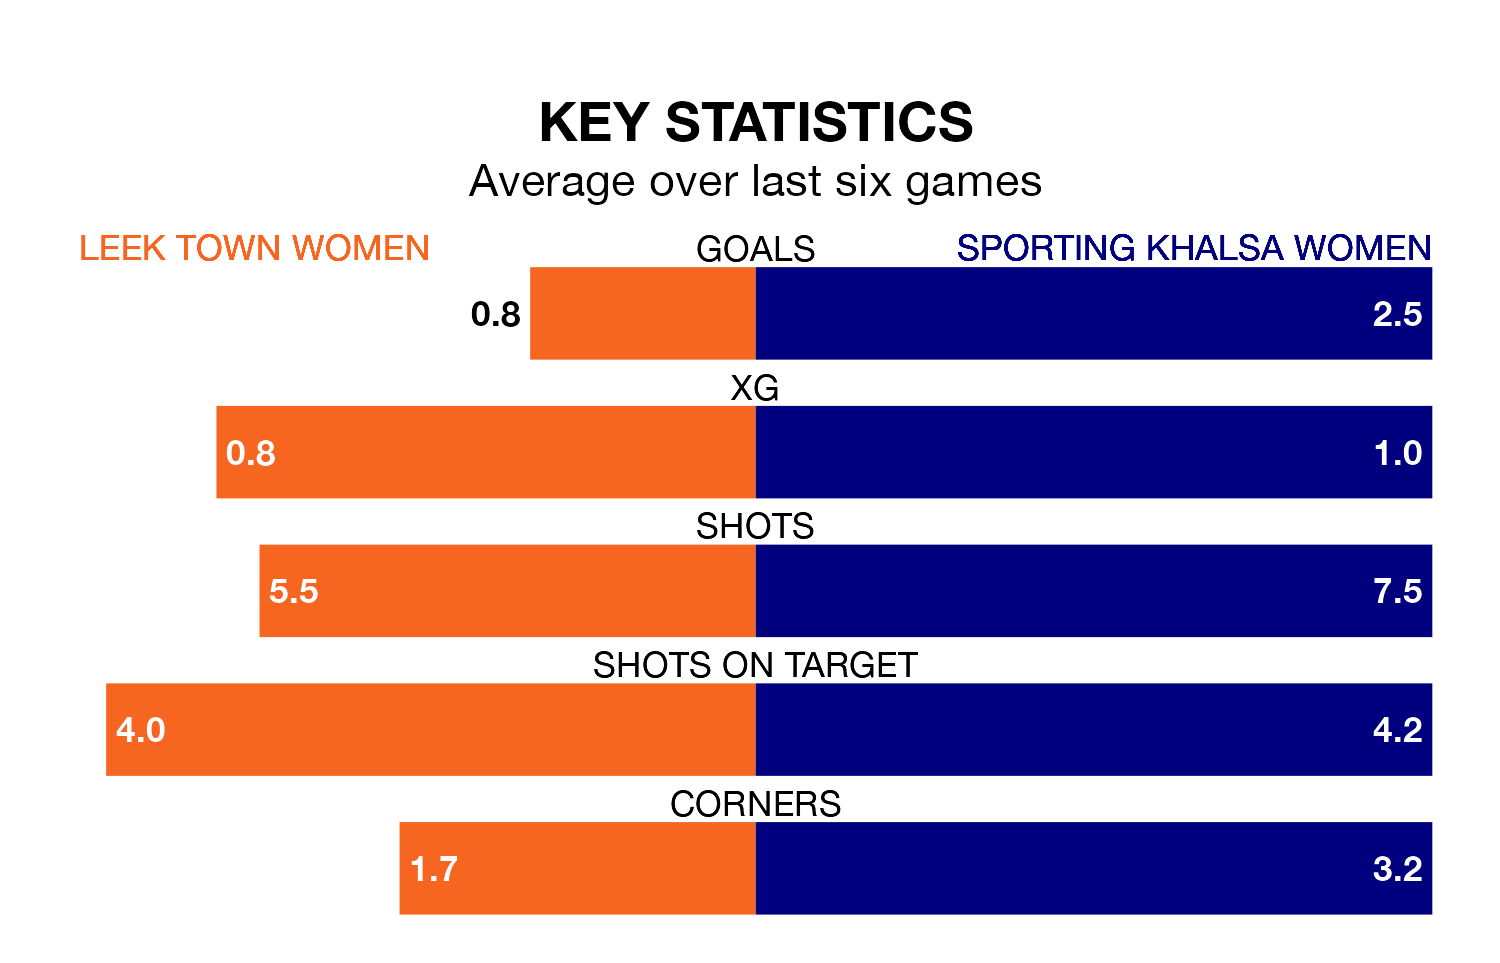 KEY STATISTICS
Average over last six games
LEEK TOWN WOMEN GOALS SPORTING KHALSA WOMEN
0.8 2.5
XG
0.8 1.0
SHOTS
5.5 7.5
SHOTS ON TARGET
4.0 4.2
CORNERS
1.7 3.2